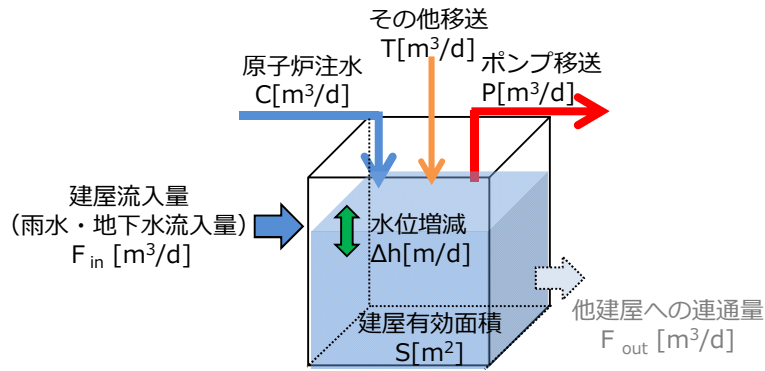 その他移送
T[m³/d]
原子炉注水
C[m³/d]
ポンプ移送
P[m³/d]
建屋流入量
（雨水・地下水流入量）
F in [m³/d]
水位増減
Δh[m/d]
建屋有効面積
S[m²]
他建屋への連通量
F out [m³/d]